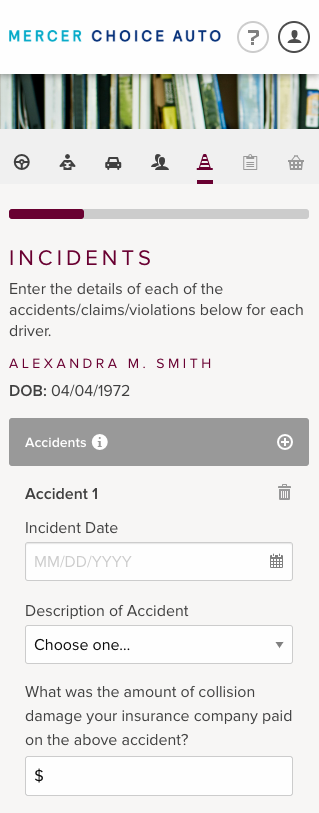 MERCER CHOICE AUTO
?
INCIDENTS
Enter the details of each of the
accidents/claims/violations below for each
driver.
ALEXANDRA M. SMITH
DOB: 04/04/1972
Accidents
Accident 1
Incident Date
MM/DD/YYYY
Description of Accident
Choose one...
What was the amount of collision
damage your insurance company paid
on the above accident?
$